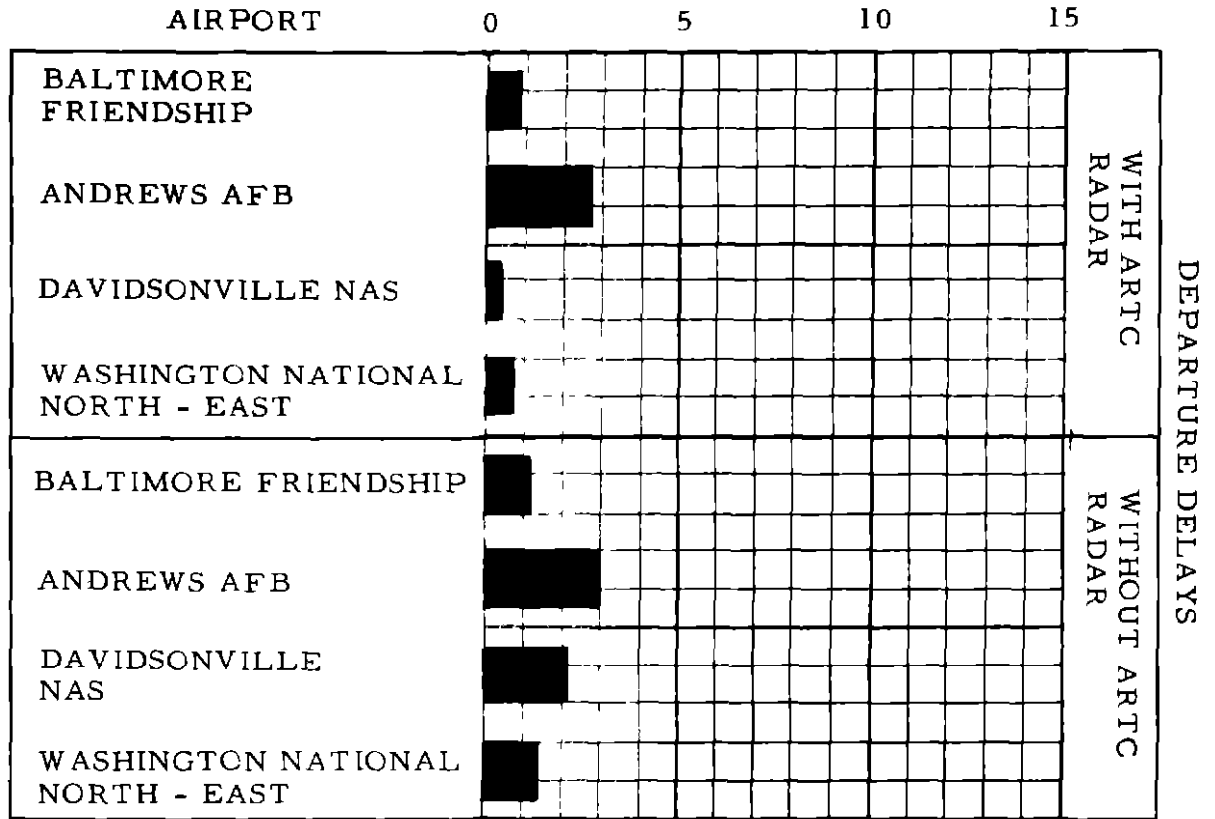 AIRPORT 0 5 10 15
BALTIMORE
FRIENDSHIP
ANDREWS AFB
DAVIDSONVILLE NAS
WASHINGTON NATIONAL
NORTH - EAST
WITH ARTC
RADAR
BALTIMORE FRIENDSHIP
ANDREWS AFB
DAVIDSONVILLE
NAS
WASHINGTON NATIONAL
NORTH - EAST
WITHOUT ARTC
RADAR
DEPARTURE DELAYS